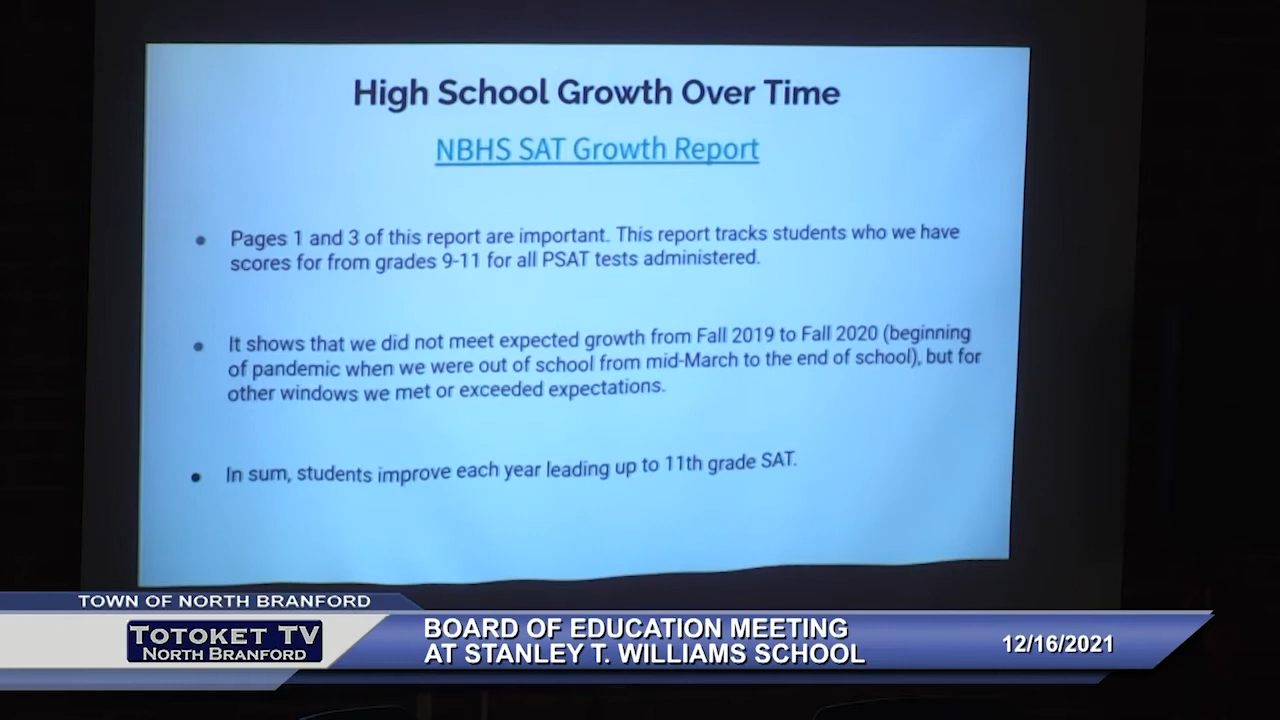 High School Growth Over Time
NBHS SAT Growth Report
Pages 1 and 3 of this report are important. This report tracks students who we have
scores for from grades 9-11 for all PSAT tests administered.
It shows that we did not meet expected growth from Fall 2019 to Fall 2020 (beginning
of pandemic when we were out of school from mid-March to the end of school), but for
other windows we met or exceeded expectations.
In sum, students improve each year leading up to 11th grade SAT.
TOWN OF NORTH BRANFORD
TOTOKET TV
NORTH BRANFORD
BOARD OF EDUCATION MEETING
AT STANLEY T. WILLIAMS SCHOOL
12/16/2021